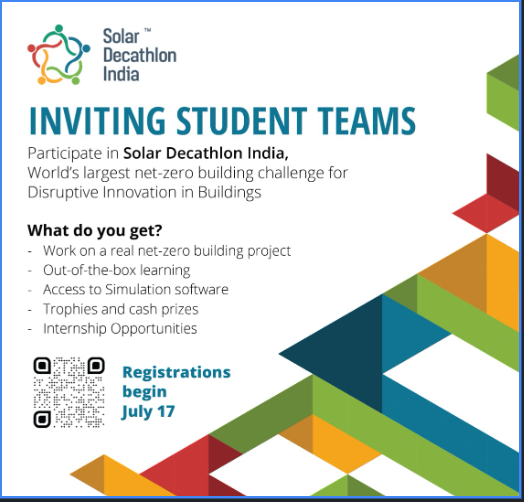 Solar ™
Decathlon
India
INVITING STUDENT TEAMS
Participate in Solar Decathlon India,
World's largest net-zero building challenge for
Disruptive Innovation in Buildings
What do you get?
- Work on a real net-zero building project
- Out-of-the-box learning
- Access to Simulation software
- Trophies and cash prizes
- Internship Opportunities
Registrations
begin
July 17